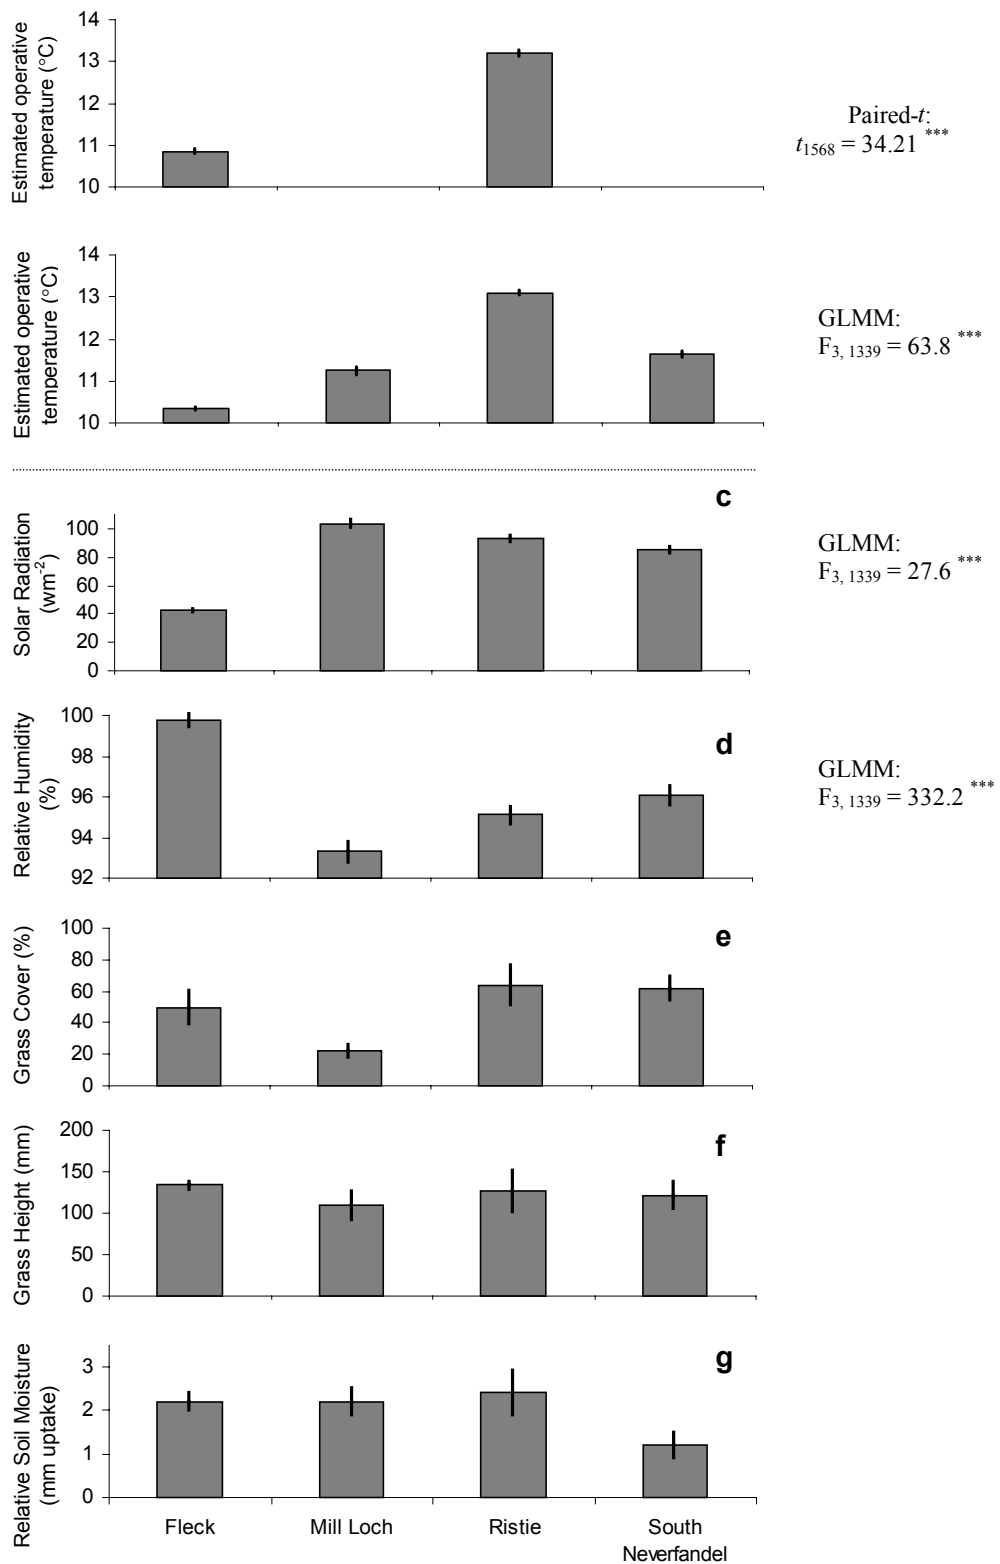 Estimated operative
temperature (°C)
14
13
12
11
10
Paired-t:
t1568 = 34.21 ***
Estimated operative
temperature (°C)
14
13
12
11
10
GLMM:
F3, 1339 = 63.8 ***
c
Solar Radiation
(wm-2)
100
80
60
40
20
0
GLMM:
F3, 1339 = 27.6 ***
d
Relative Humidity
(%)
100
98
96
94
92
GLMM:
F3, 1339 = 332.2 ***
e
Grass Cover (%)
100
80
60
40
20
0
f
Grass Height (mm)
200
150
100
50
0
g
Relative Soil Moisture
(mm uptake)
3
2
1
0
Fleck
Mill Loch
Ristie
South
Neverfandel